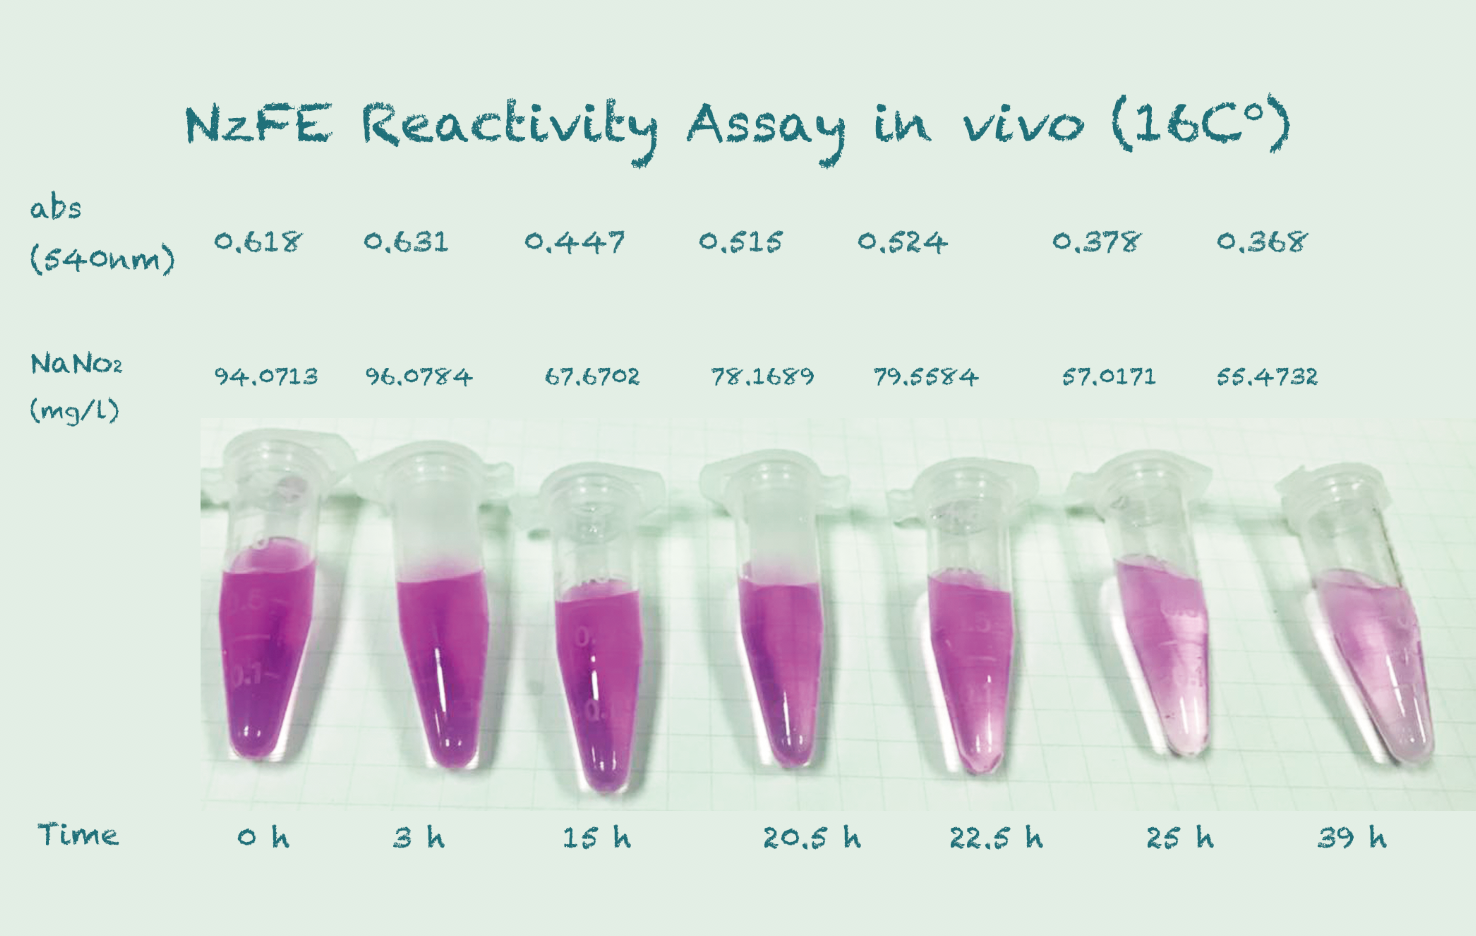 NzFE Reactivity Assay in vivo (16C°)
abs
(540nm) 0.618 0.631 0.447 0.515 0.524 0.378 0.368
NaNo₂
(mg/l) 94.0713 96.0784 67.6702 78.1689 79.5584 57.0171 55.4732
Time 0 h 3 h 15 h 20.5 h 22.5 h 25 h 39 h